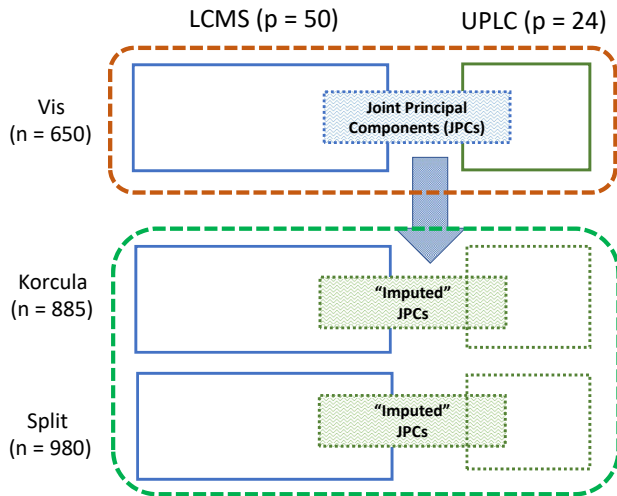 LCMS (p = 50) UPLC (p = 24)
Vis
(n = 650)
Joint Principal
Components (JPCs)
Korcula
(n = 885)
“Imputed”
JPCs
Split
(n = 980)
“Imputed”
JPCs